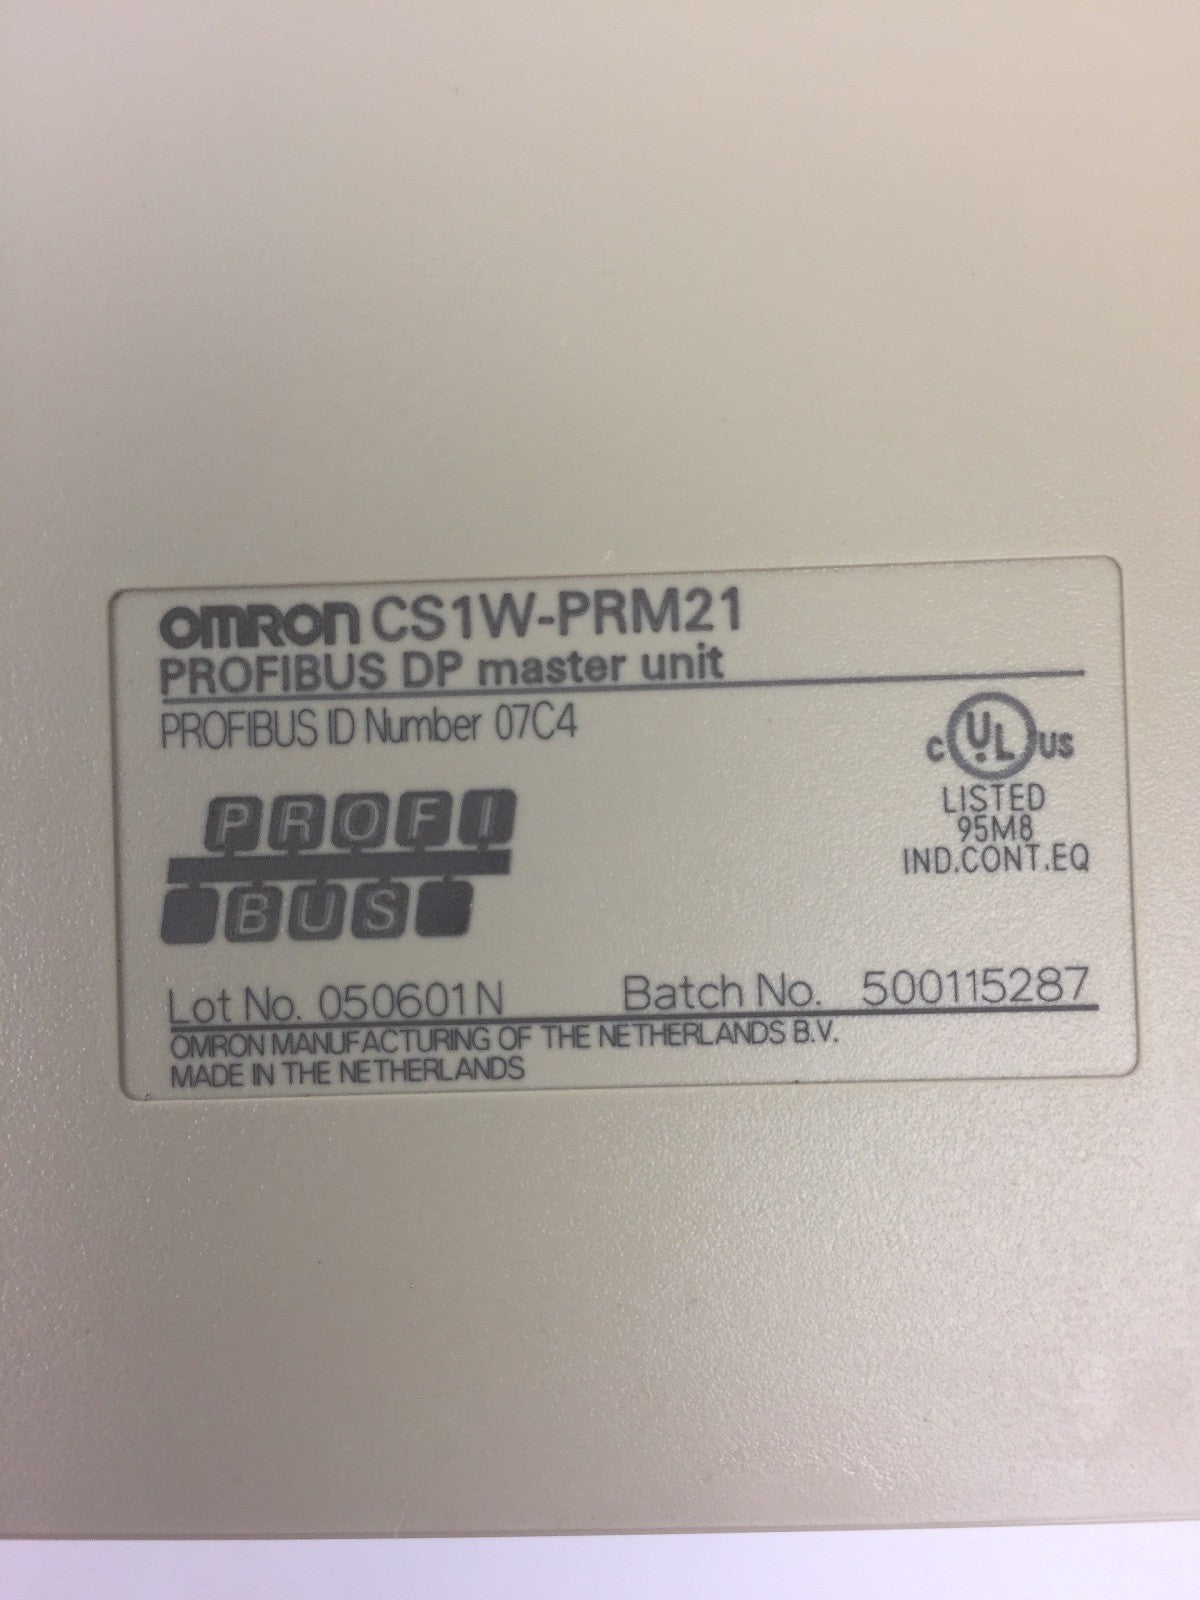 OMRON CS1W-PRM21
PROFIBUS DP master unit
PROFIBUS ID Number 07C4
C UL US
LISTED
95M8
IND.CONT.EQ
PROFI
BUS
Lot No. 050601N Batch No. 500115287
OMRON MANUFACTURING OF THE NETHERLANDS B.V.
MADE IN THE NETHERLANDS